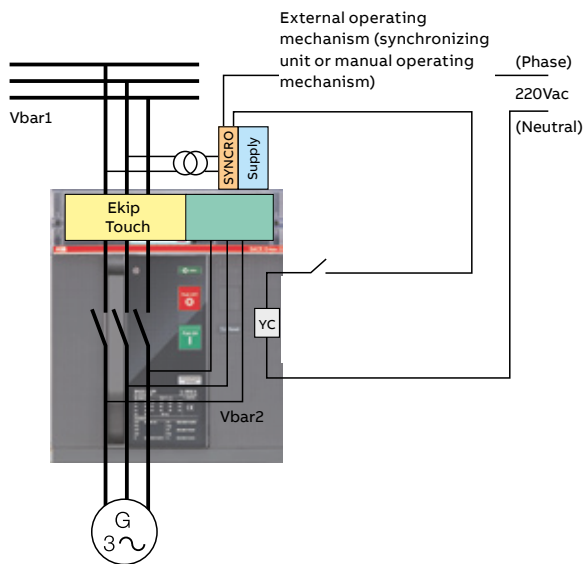 External operating
mechanism (synchronizing
unit or manual operating
mechanism)
(Phase)
220Vac
(Neutral)
Vbar1
SYNCRO
Supply
Ekip
Touch
YC
Vbar2
G
3~